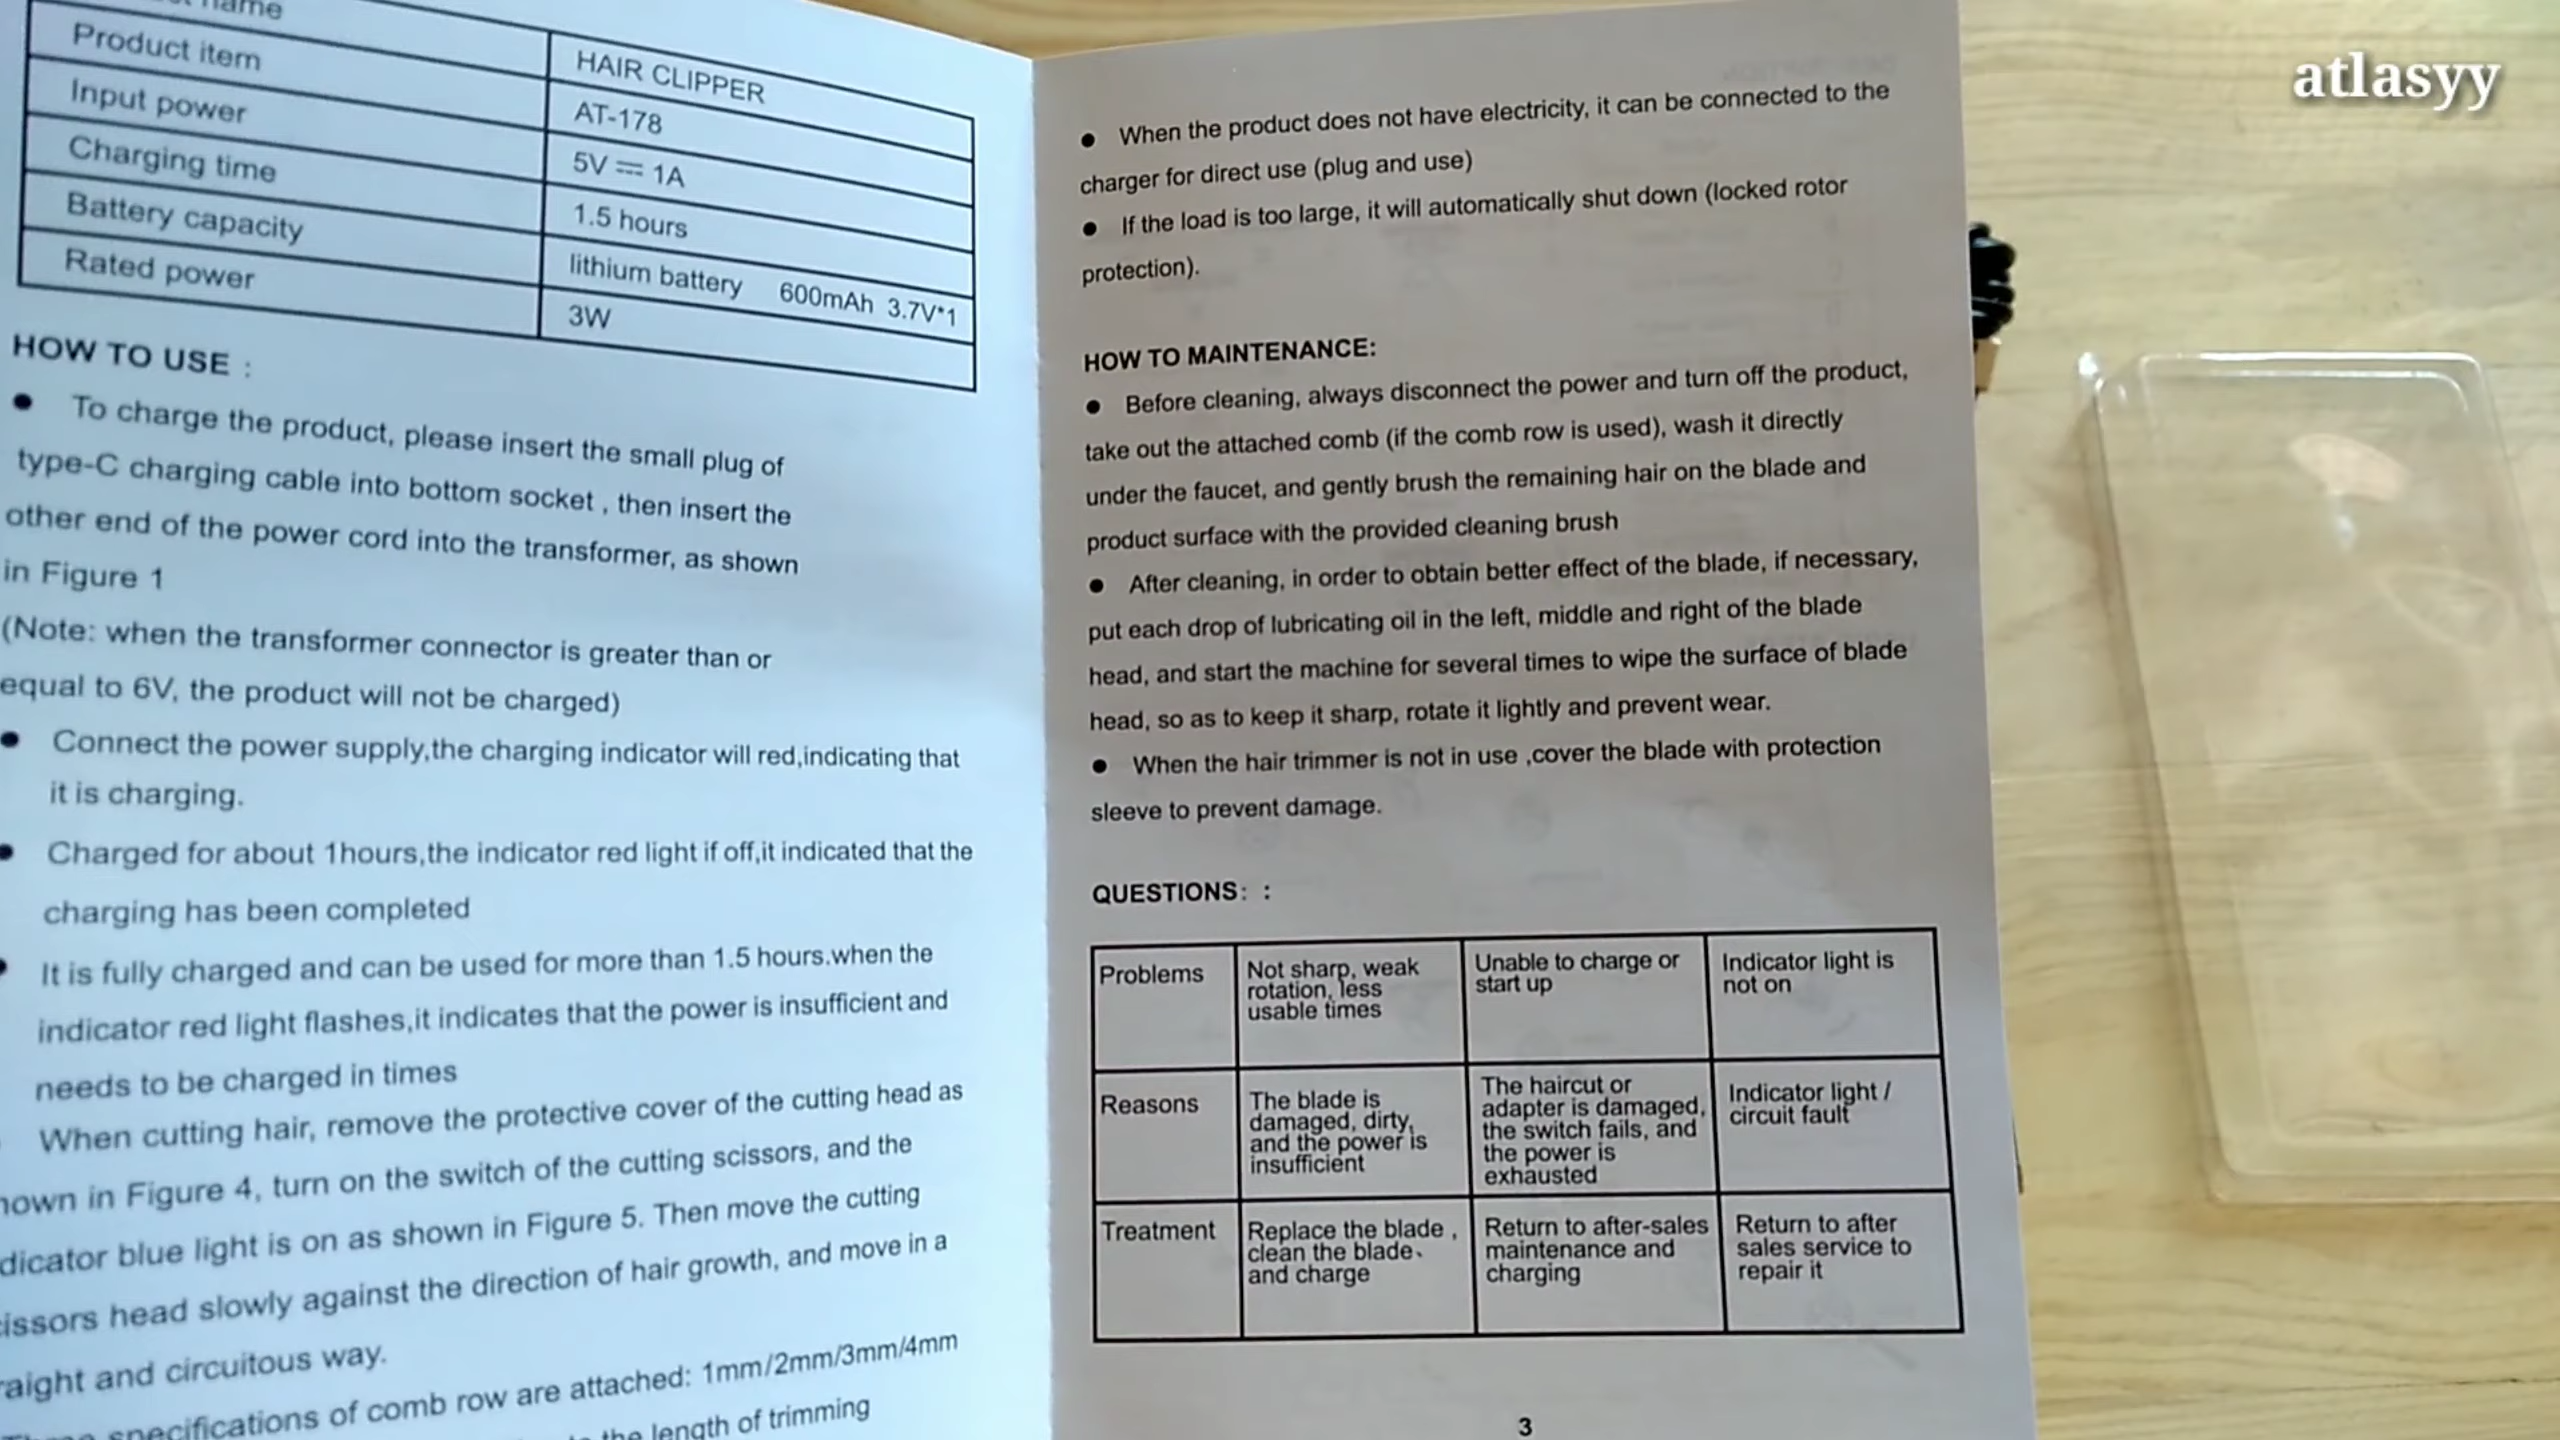 name
Product item
HAIR CLIPPER
Input power
AT-178
Charging time
5V ⎓ 1A
Battery capacity
1.5 hours
Rated power
lithium battery 600mAh 3.7V*1
3W
HOW TO USE :
● To charge the product, please insert the small plug of
type-C charging cable into bottom socket , then insert the
other end of the power cord into the transformer, as shown
in Figure 1
(Note: when the transformer connector is greater than or
equal to 6V, the product will not be charged)
● Connect the power supply,the charging indicator will red,indicating that
it is charging.
● Charged for about 1hours,the indicator red light if off,it indicated that the
charging has been completed
● It is fully charged and can be used for more than 1.5 hours.when the
indicator red light flashes,it indicates that the power is insufficient and
needs to be charged in times
When cutting hair, remove the protective cover of the cutting head as
hown in Figure 4, turn on the switch of the cutting scissors, and the
dicator blue light is on as shown in Figure 5. Then move the cutting
cissors head slowly against the direction of hair growth, and move in a
raight and circuitous way.
specifications of comb row are attached: 1mm/2mm/3mm/4mm
the length of trimming
● When the product does not have electricity, it can be connected to the
charger for direct use (plug and use)
● If the load is too large, it will automatically shut down (locked rotor
protection).
HOW TO MAINTENANCE:
● Before cleaning, always disconnect the power and turn off the product,
take out the attached comb (if the comb row is used), wash it directly
under the faucet, and gently brush the remaining hair on the blade and
product surface with the provided cleaning brush
● After cleaning, in order to obtain better effect of the blade, if necessary,
put each drop of lubricating oil in the left, middle and right of the blade
head, and start the machine for several times to wipe the surface of blade
head, so as to keep it sharp, rotate it lightly and prevent wear.
● When the hair trimmer is not in use ,cover the blade with protection
sleeve to prevent damage.
QUESTIONS: :
Problems
Not sharp, weak
rotation, less
usable times
Unable to charge or
start up
Indicator light is
not on
Reasons
The blade is
damaged, dirty,
and the power is
insufficient
The haircut or
adapter is damaged,
the switch fails, and
the power is
exhausted
Indicator light /
circuit fault
Treatment
Replace the blade ,
clean the blade、
and charge
Return to after-sales
maintenance and
charging
Return to after
sales service to
repair it
3
atlasyy